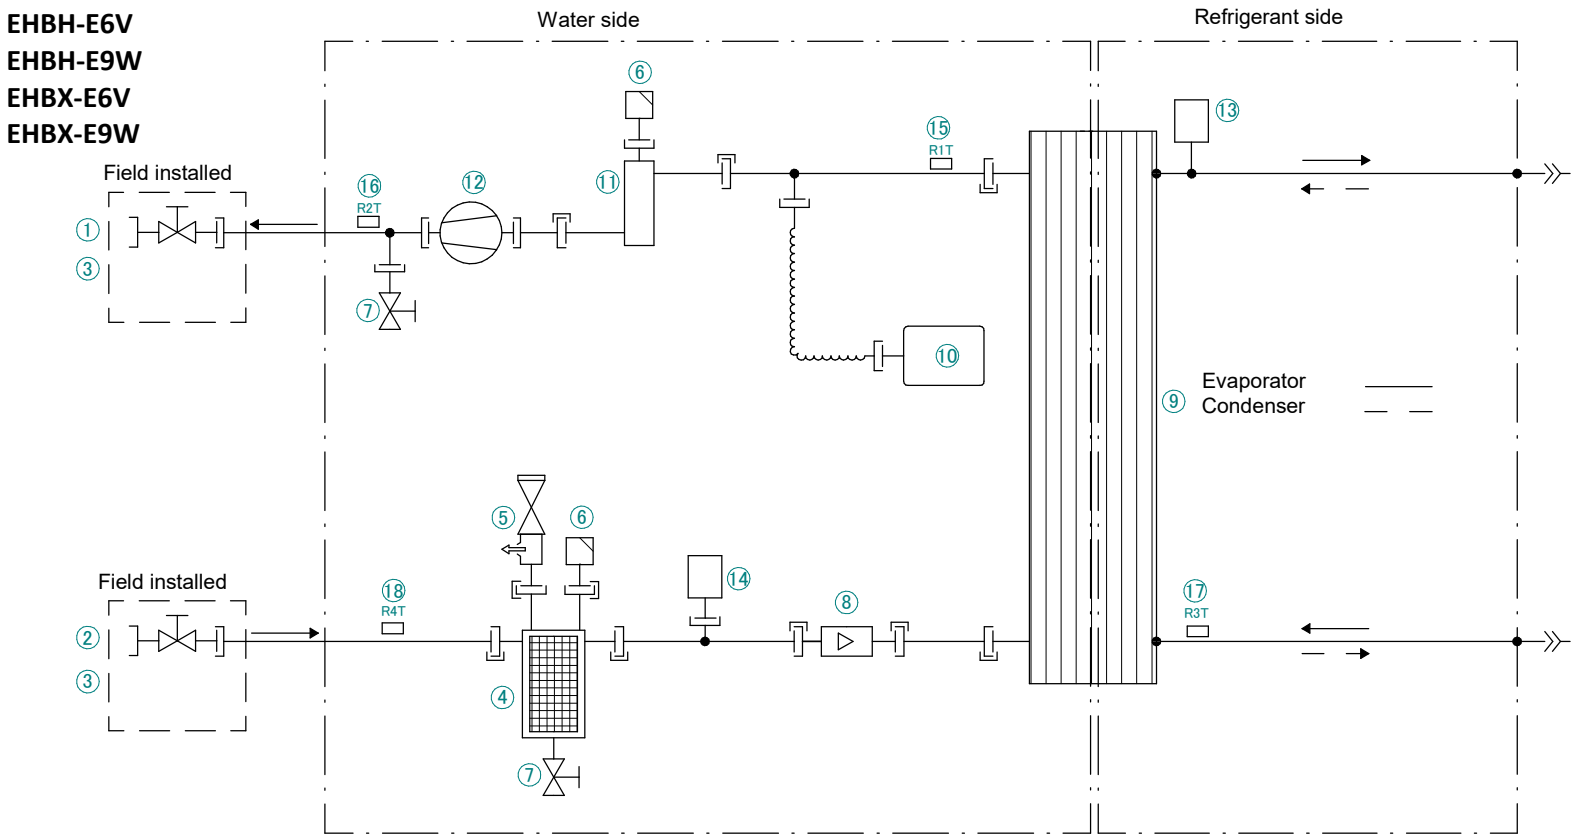 EHBH-E6V
EHBH-E9W
EHBX-E6V
EHBX-E9W
Water side
Refrigerant side
6
13
15
R1T
Field installed
16
R2T
12
11
1
3
7
10
Evaporator
Condenser
9
5
6
Field installed
18
R4T
14
8
17
R3T
2
3
4
7